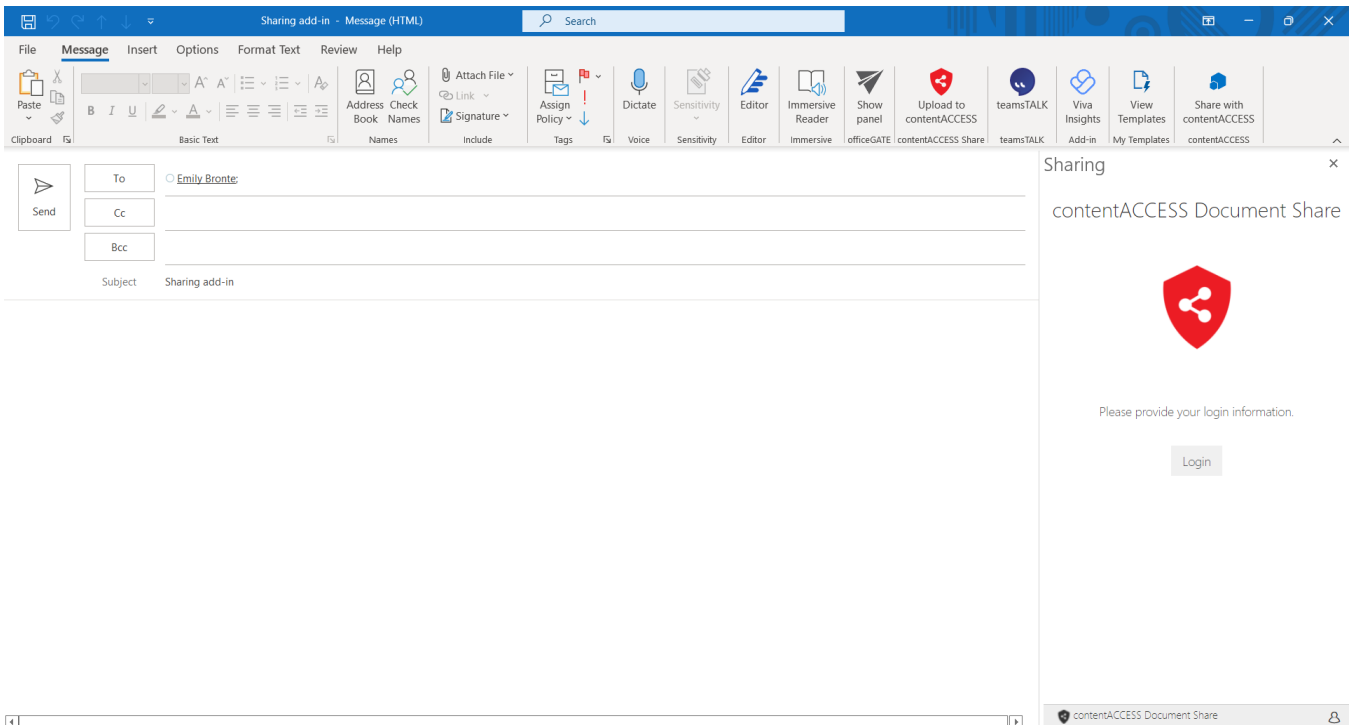 Sharing add-in - Message (HTML)
Search
File Message Insert Options Format Text Review Help
Paste
Clipboard
B I U A
A A A
Basic Text
Address Book
Check Names
Names
Attach File
Link
Signature
Include
Assign Policy
Tags
Dictate
Voice
Sensitivity
Sensitivity
Editor
Editor
Immersive Reader
Immersive
Show panel
officeGATE
Upload to contentACCESS
contentACCESS Share
teamsTALK
teamsTALK
Viva Insights
Add-in
View Templates
My Templates
Share with contentACCESS
contentACCESS
Send
To
Emily Bronte;
Cc
Bcc
Subject
Sharing add-in
Sharing
contentACCESS Document Share
Please provide your login information.
Login
contentACCESS Document Share